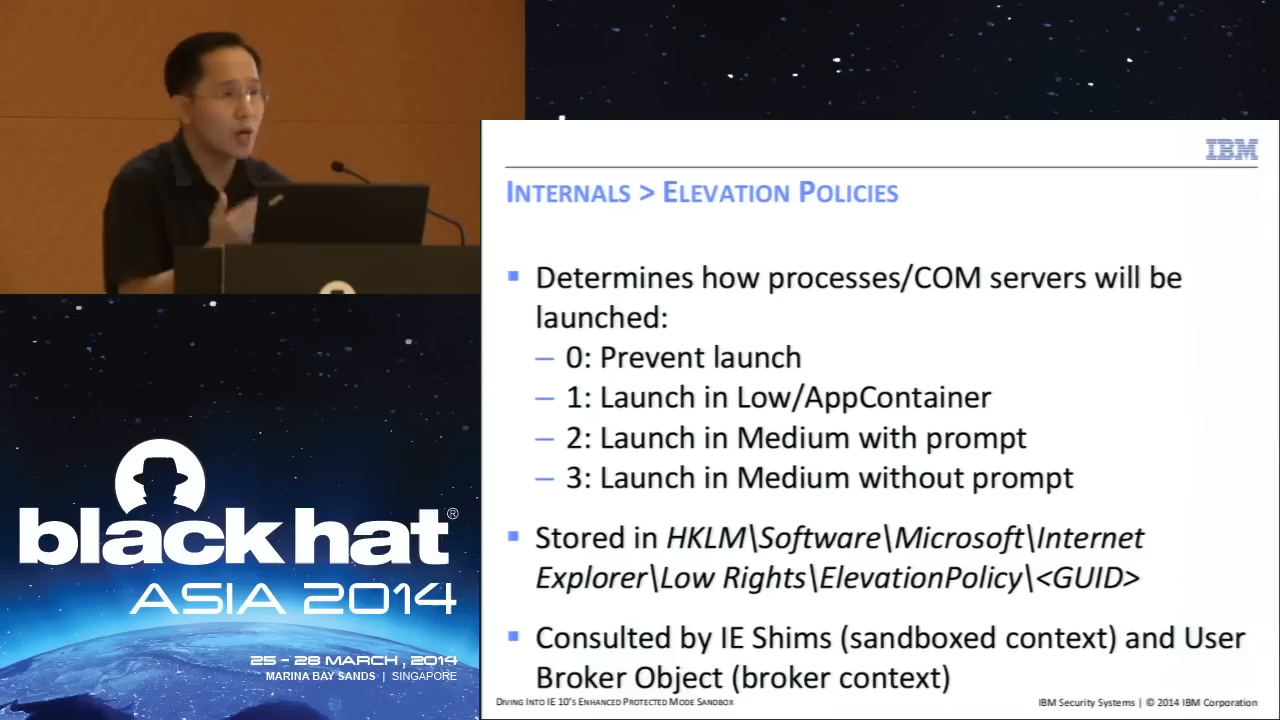 IBM
INTERNALS > ELEVATION POLICIES
Determines how processes/COM servers will be
launched:
– 0: Prevent launch
– 1: Launch in Low/AppContainer
– 2: Launch in Medium with prompt
– 3: Launch in Medium without prompt
Stored in HKLM\Software\Microsoft\Internet
Explorer\Low Rights\ElevationPolicy\<GUID>
Consulted by IE Shims (sandboxed context) and User
Broker Object (broker context)
DIVING INTO IE 10'S ENHANCED PROTECTED MODE SANDBOX
IBM Security Systems | © 2014 IBM Corporation
black hat®
ASIA 2014
25 - 28 MARCH, 2014
MARINA BAY SANDS | SINGAPORE